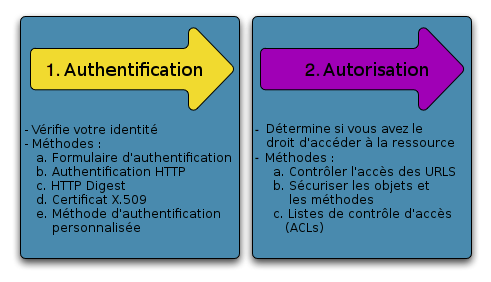 1. Authentification
- Vérifie votre identité
- Méthodes :
a. Formulaire d'authentification
b. Authentification HTTP
c. HTTP Digest
d. Certificat X.509
e. Méthode d'authentification
personnalisée
2. Autorisation
- Détermine si vous avez le
droit d'accéder à la ressource
- Méthodes :
a. Contrôler l'accès des URLS
b. Sécuriser les objets et
les méthodes
c. Listes de contrôle d'accès
(ACLs)